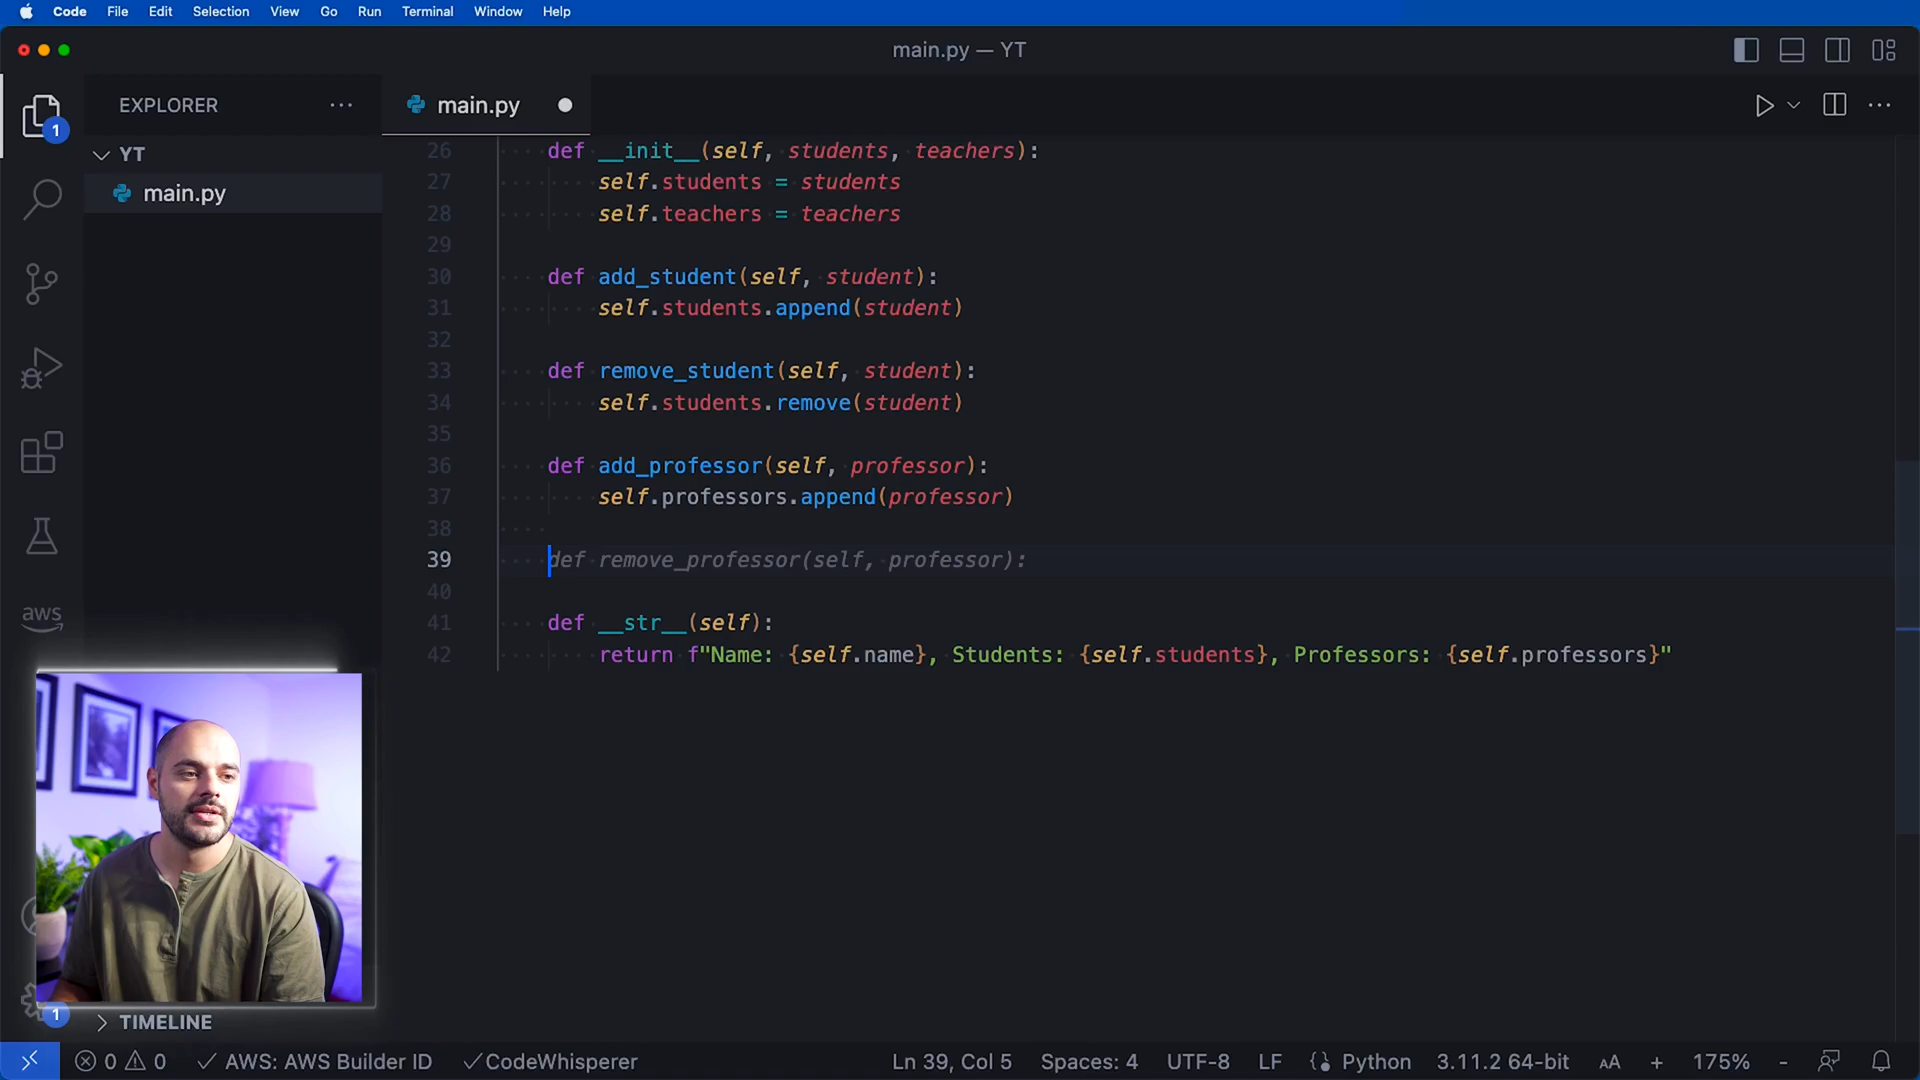 Code File Edit Selection View Go Run Terminal Window Help
main.py — YT
EXPLORER ...
main.py
1
YT
main.py
26 def __init__(self, students, teachers):
27 self.students = students
28 self.teachers = teachers
29
30 def add_student(self, student):
31 self.students.append(student)
32
33 def remove_student(self, student):
34 self.students.remove(student)
35
36 def add_professor(self, professor):
37 self.professors.append(professor)
38
39 def remove_professor(self, professor):
40
41 def __str__(self):
42 return f"Name: {self.name}, Students: {self.students}, Professors: {self.professors}"
aws
1
TIMELINE
0 0 AWS: AWS Builder ID CodeWhisperer Ln 39, Col 5 Spaces: 4 UTF-8 LF Python 3.11.2 64-bit AA + 175% -